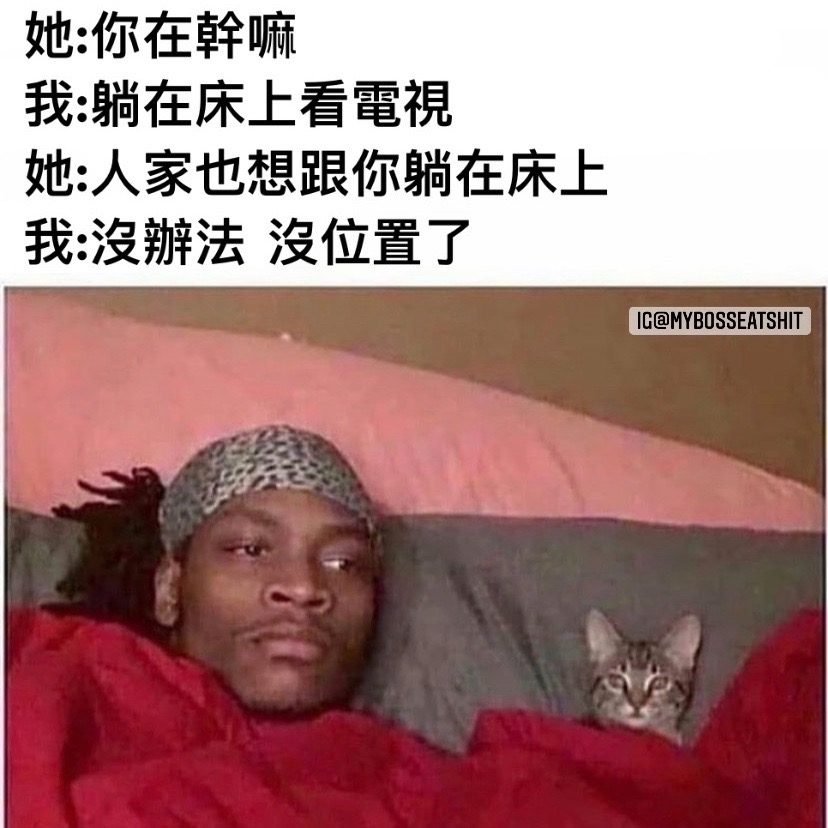 她:你在幹嘛
我:躺在床上看電視
她:人家也想跟你躺在床上
我:沒辦法 沒位置了
IG@MYBOSSEATSHIT